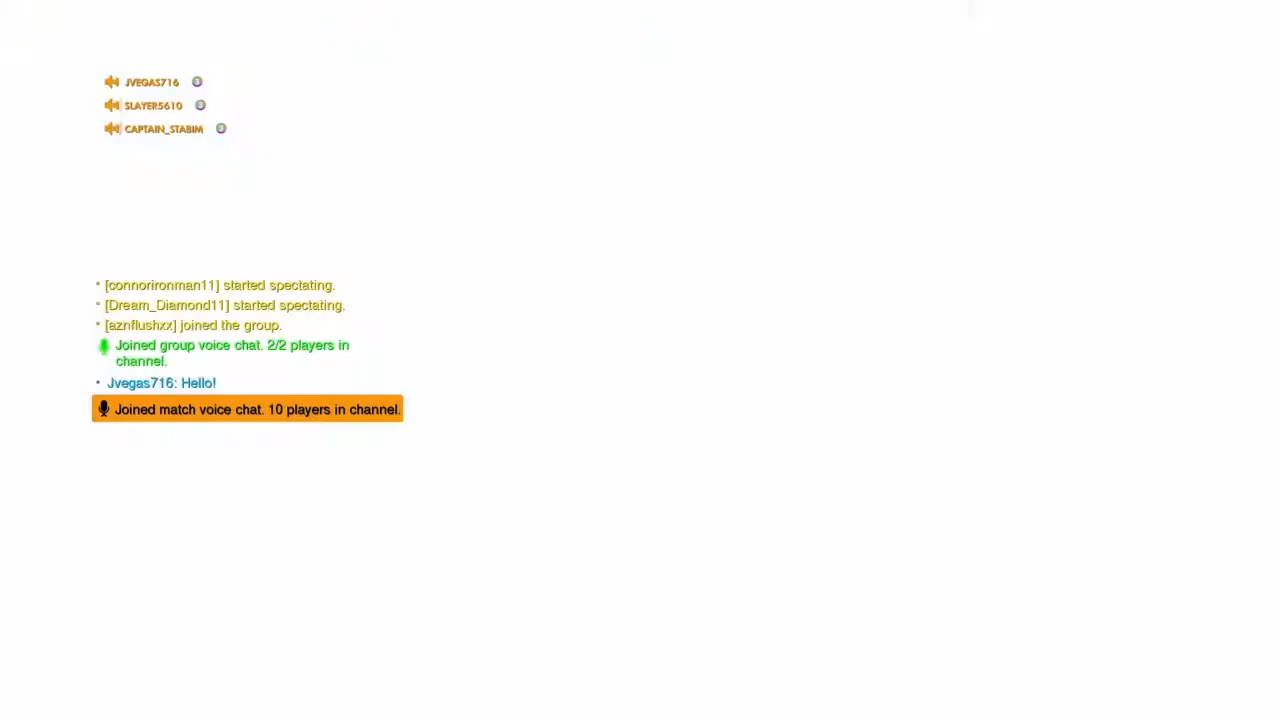 JVEGAS716
SLAYER5610
CAPTAIN_STABIM
[connorironman11] started spectating.
[Dream_Diamond11] started spectating.
[aznflushxx] joined the group.
Joined group voice chat. 2/2 players in
channel.
Jvegas716: Hello!
Joined match voice chat. 10 players in channel.